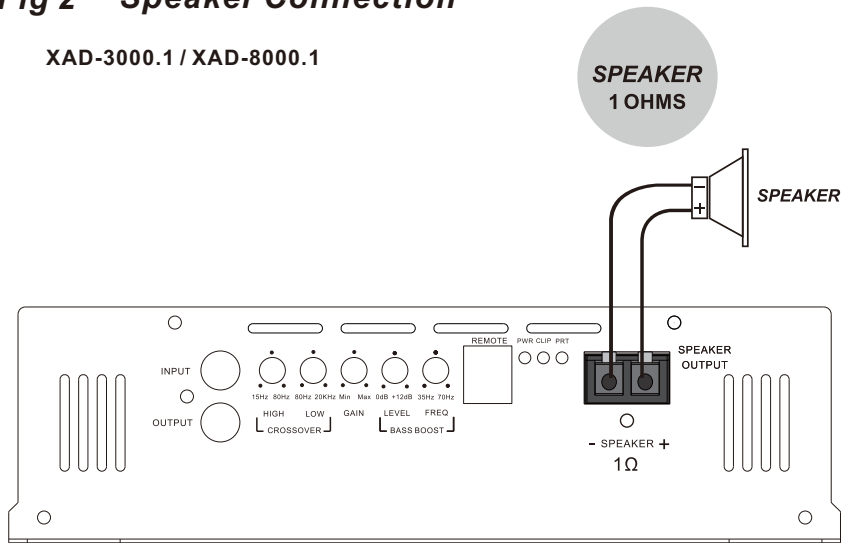 Fig 2 Speaker Connection
XAD-3000.1 / XAD-8000.1
SPEAKER
1 OHMS
− +
SPEAKER
REMOTE PWR CLIP PRT
SPEAKER
OUTPUT
INPUT
OUTPUT
15Hz 80Hz 80Hz 20KHz Min Max 0dB +12dB 35Hz 70Hz
HIGH LOW GAIN LEVEL FREQ
CROSSOVER BASS BOOST
- SPEAKER +
1Ω